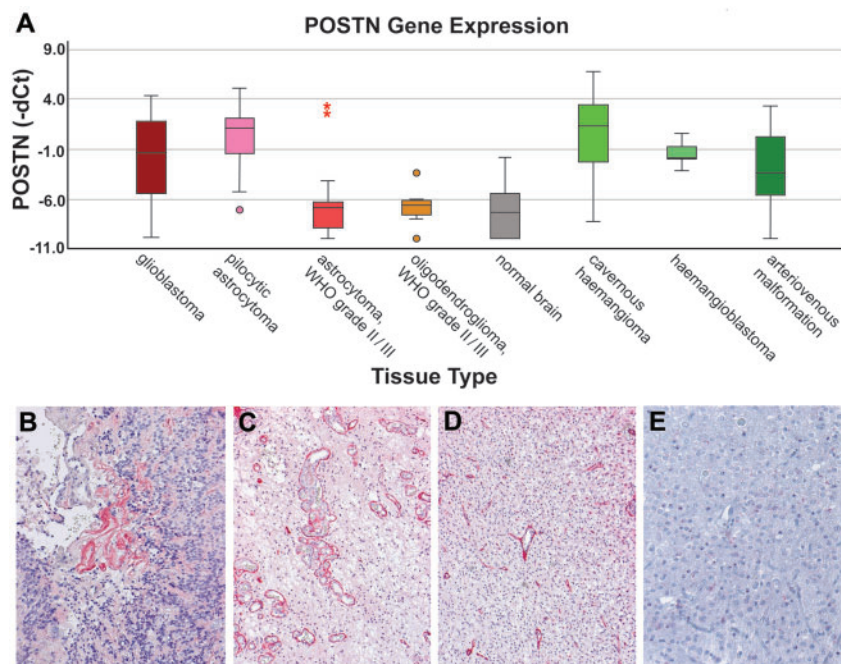 A
POSTN Gene Expression
POSTN (-dCt)
9.0
4.0
-1.0
-6.0
-11.0
glioblastoma
pilocytic
astrocytoma
astrocytoma,
WHO grade II / III
oligodendroglioma,
WHO grade II / III
normal brain
cavernous
haemangioma
haemangioblastoma
arteriovenous
malformation
Tissue Type
B
C
D
E